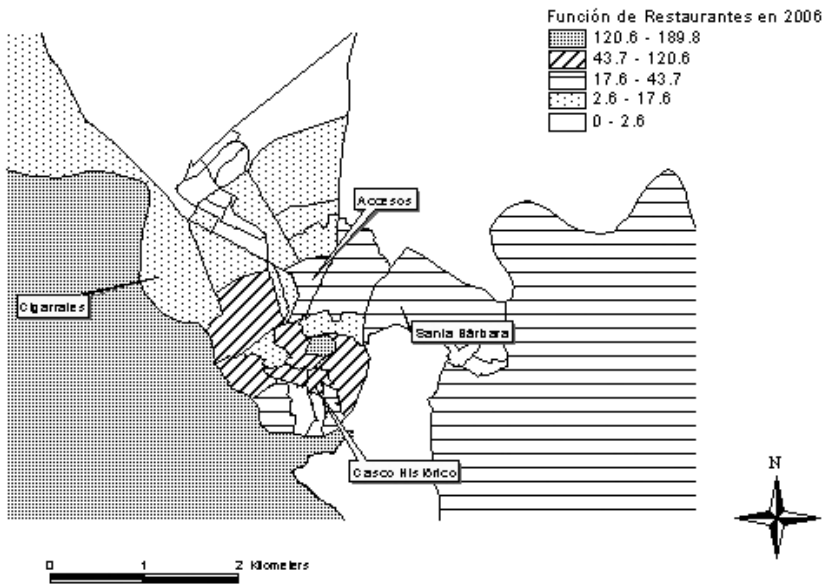 Función de Restaurantes en 2006
120.6 - 189.8
43.7 - 120.6
17.6 - 43.7
2.6 - 17.6
0 - 2.6
Accesos
Cigarrales
Santa Bárbara
Casco Histórico
N
0 1 2 Kilometers